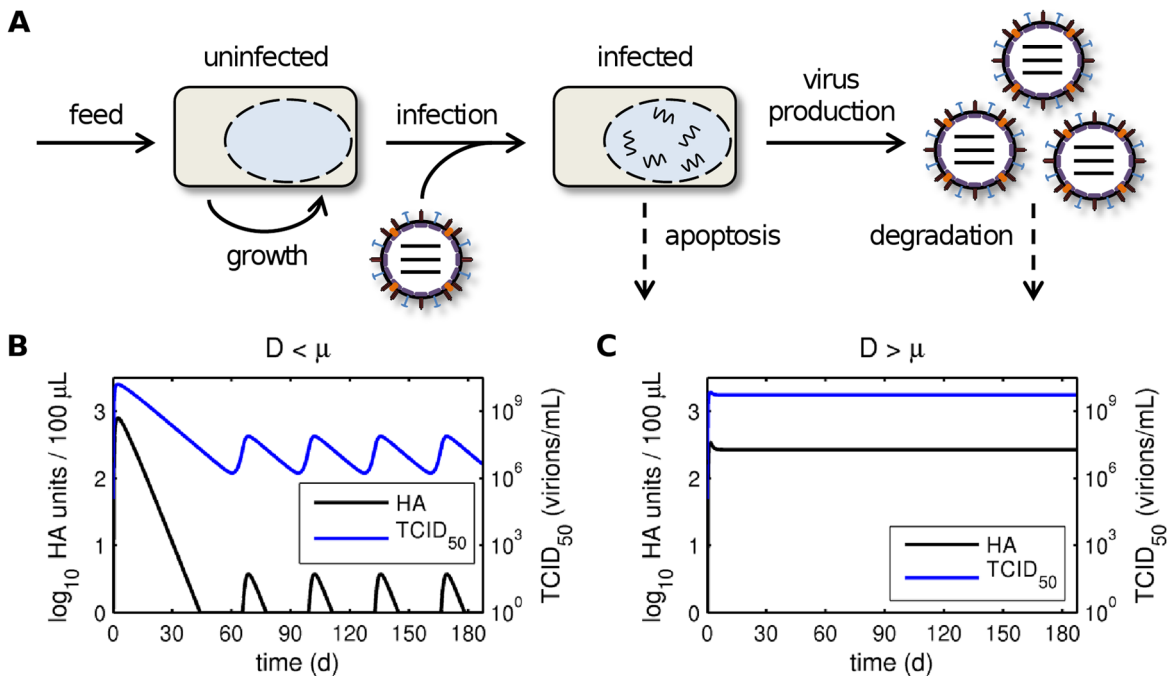 A
uninfected
infected
feed
infection
virus
production
growth
apoptosis
degradation
B
D < μ
log10 HA units / 100 μL
3
2
1
0
10^9
10^6
10^3
10^0
TCID50 (virions/mL)
HA
TCID50
0 30 60 90 120 150 180
time (d)
C
D > μ
log10 HA units / 100 μL
3
2
1
0
10^9
10^6
10^3
10^0
TCID50 (virions/mL)
HA
TCID50
0 30 60 90 120 150 180
time (d)